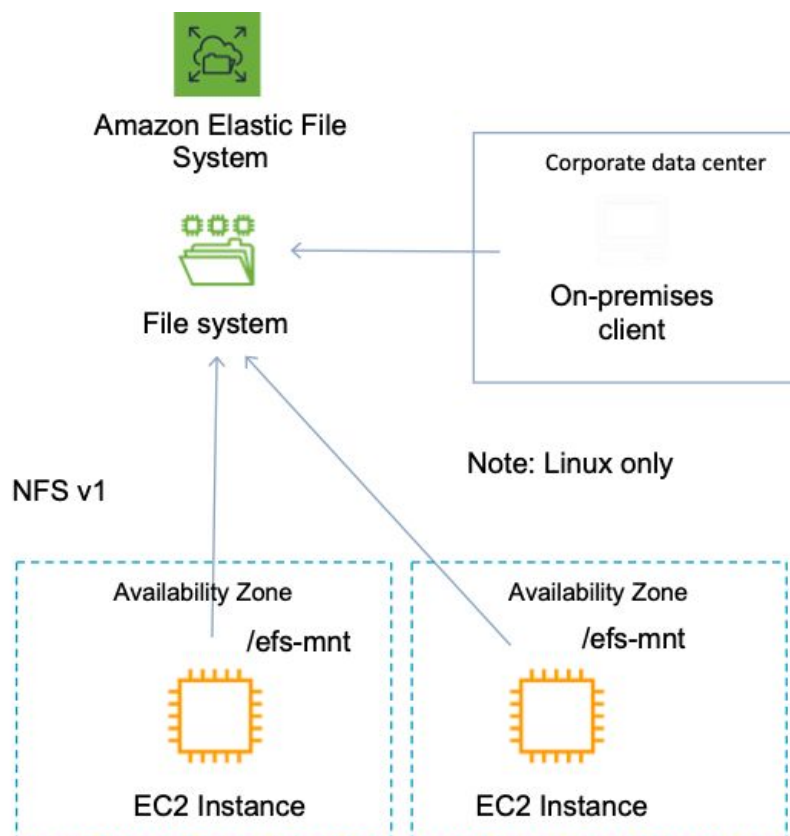 Amazon Elastic File
System
Corporate data center
On-premises
client
File system
Note: Linux only
NFS v1
Availability Zone
/efs-mnt
EC2 Instance
Availability Zone
/efs-mnt
EC2 Instance